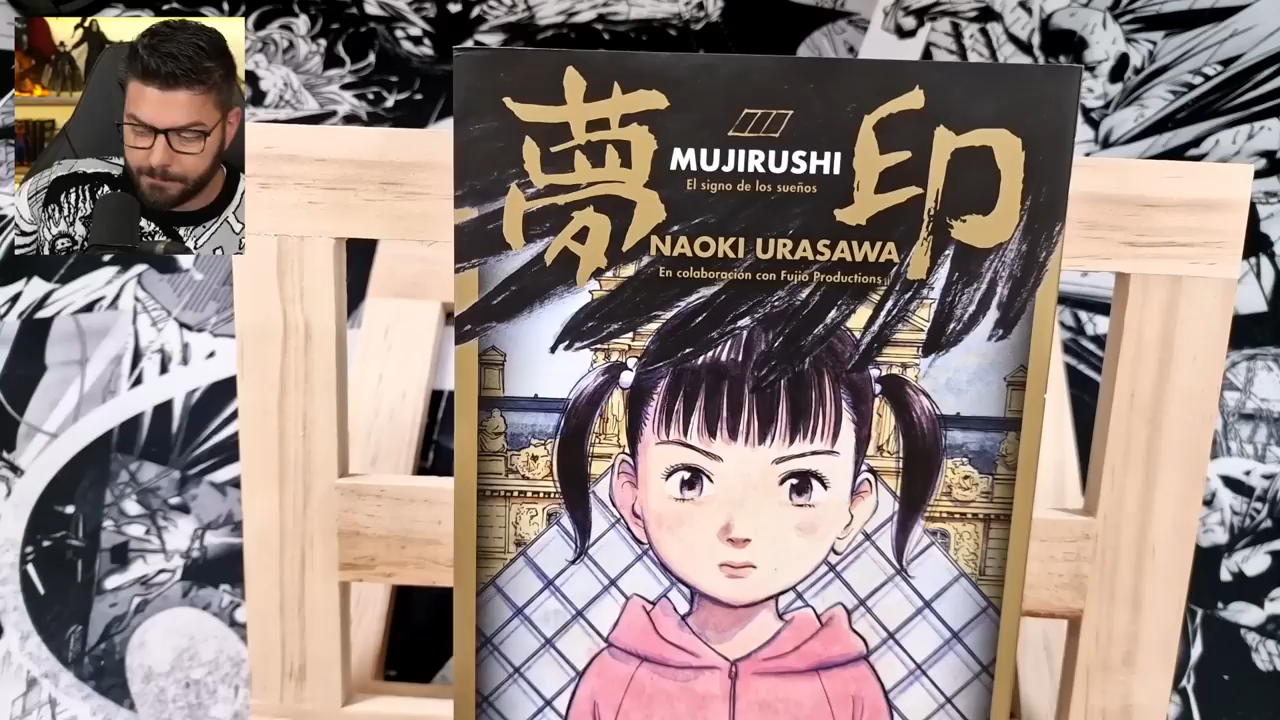 夢印
MUJIRUSHI
El signo de los sueños
NAOKI URASAWA
En colaboración con Fujio Productions